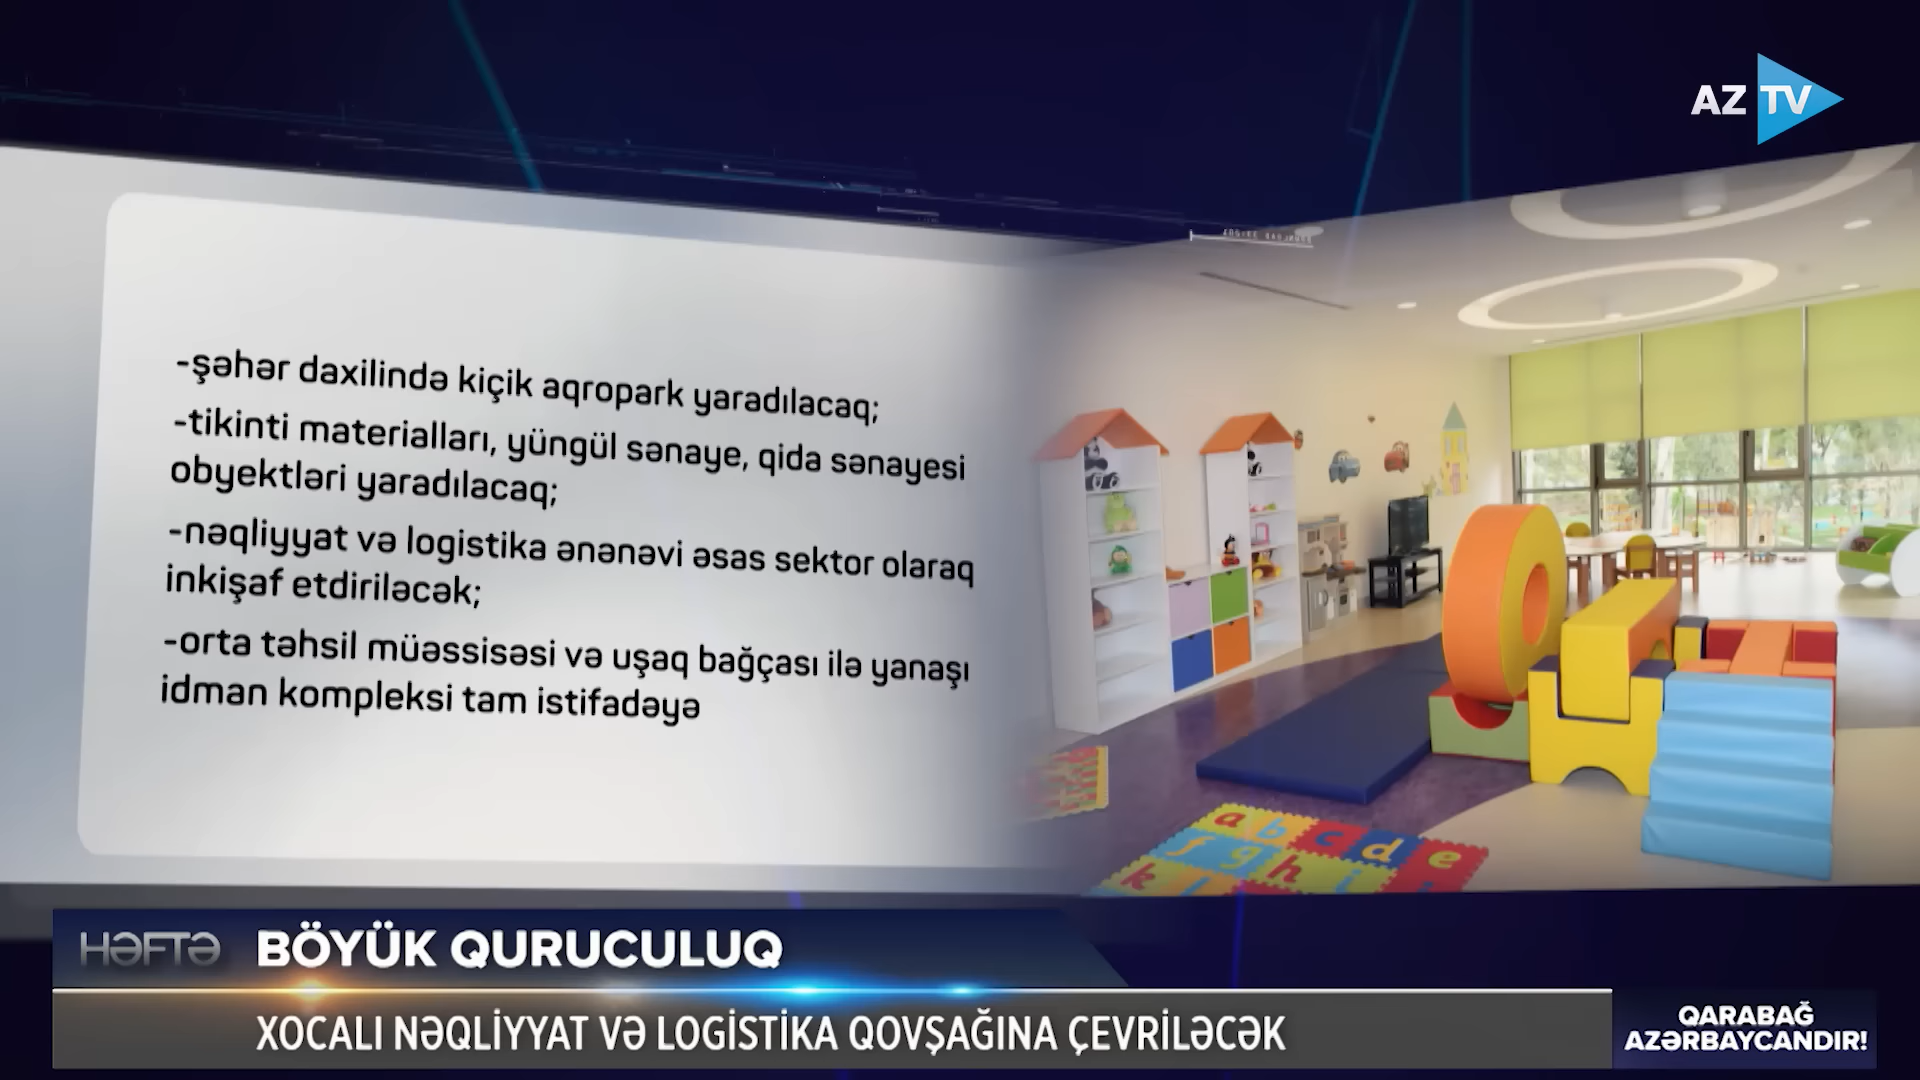 AZ TV
-şəhər daxilində kiçik aqropark yaradılacaq;
-tikinti materialları, yüngül sənaye, qida sənayesi
obyektləri yaradılacaq;
-nəqliyyat və logistika ənənəvi əsas sektor olaraq
inkişaf etdiriləcək;
-orta təhsil müəssisəsi və uşaq bağçası ilə yanaşı
idman kompleksi tam istifadəyə
a b c d e
f g h i
k l
HƏFTƏ BÖYÜK QURUCULUQ
XOCALI NƏQLİYYAT VƏ LOGİSTİKA QOVŞAĞINA ÇEVRİLƏCƏK
QARABAĞ
AZƏRBAYCANDIR!